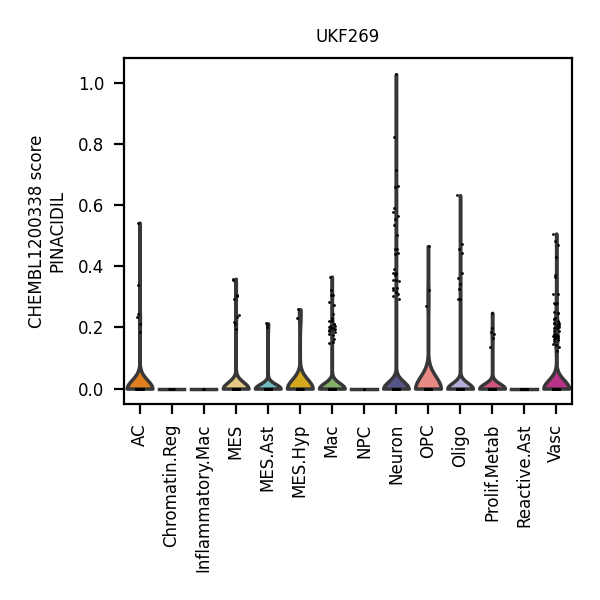 UKF269
CHEMBL1200338 score
PINACIDIL
1.0
0.8
0.6
0.4
0.2
0.0
AC
Chromatin.Reg
Inflammatory.Mac
MES
MES.Ast
MES.Hyp
Mac
NPC
Neuron
OPC
Oligo
Prolif.Metab
Reactive.Ast
Vasc